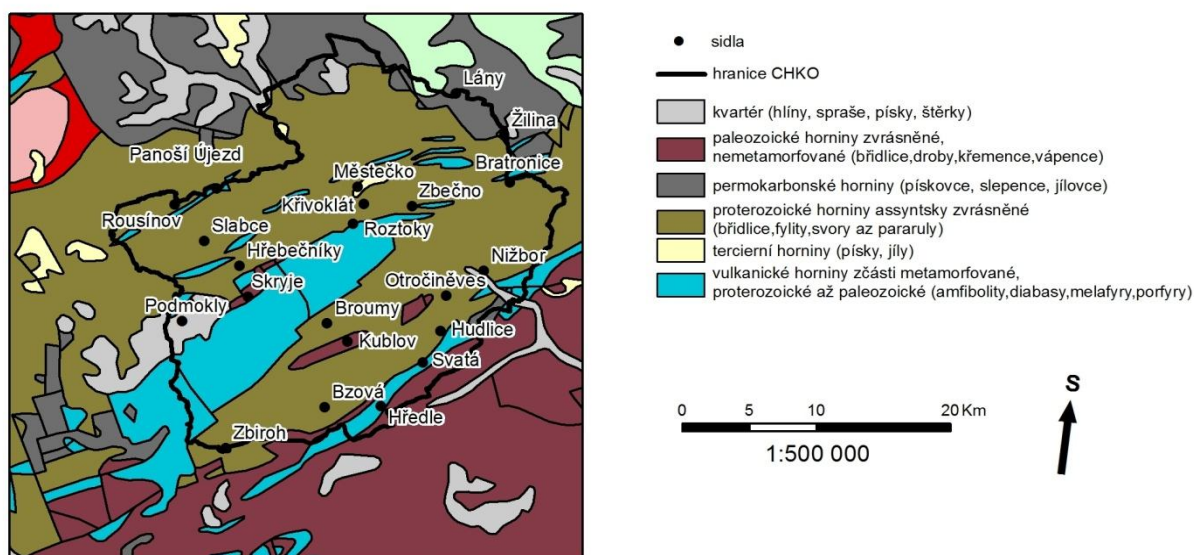 Lány
Žilina
Panoší Újezd
Bratronice
Městečko
Zbečno
Křivoklát
Rousínov
Slabce
Roztoky
Hřebečníky
Nižbor
Skryje
Otročiněves
Podmokly
Broumy
Hudlice
Kublov
Svatá
Bzová
Hředle
Zbiroh
sídla
hranice CHKO
kvartér (hlíny, spraše, písky, štěrky)
paleozoické horniny zvrásněné,
nemetamorfované (břidlice,droby,křemence,vápence)
permokarbonské horniny (pískovce, slepence, jílovce)
proterozoické horniny assyntsky zvrásněné
(břidlice,fylity,svory az pararuly)
tercierní horniny (písky, jíly)
vulkanické horniny zčásti metamorfované,
proterozoické až paleozoické (amfibolity,diabasy,melafyry,porfyry)
0 5 10 20 Km
1:500 000
S